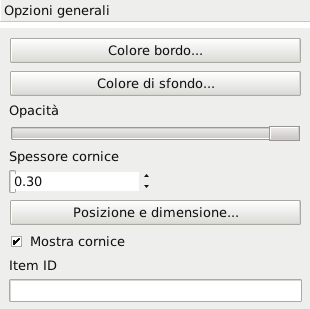 Opzioni generali
Colore bordo...
Colore di sfondo...
Opacità
Spessore cornice
0.30
Posizione e dimensione...
Mostra cornice
Item ID